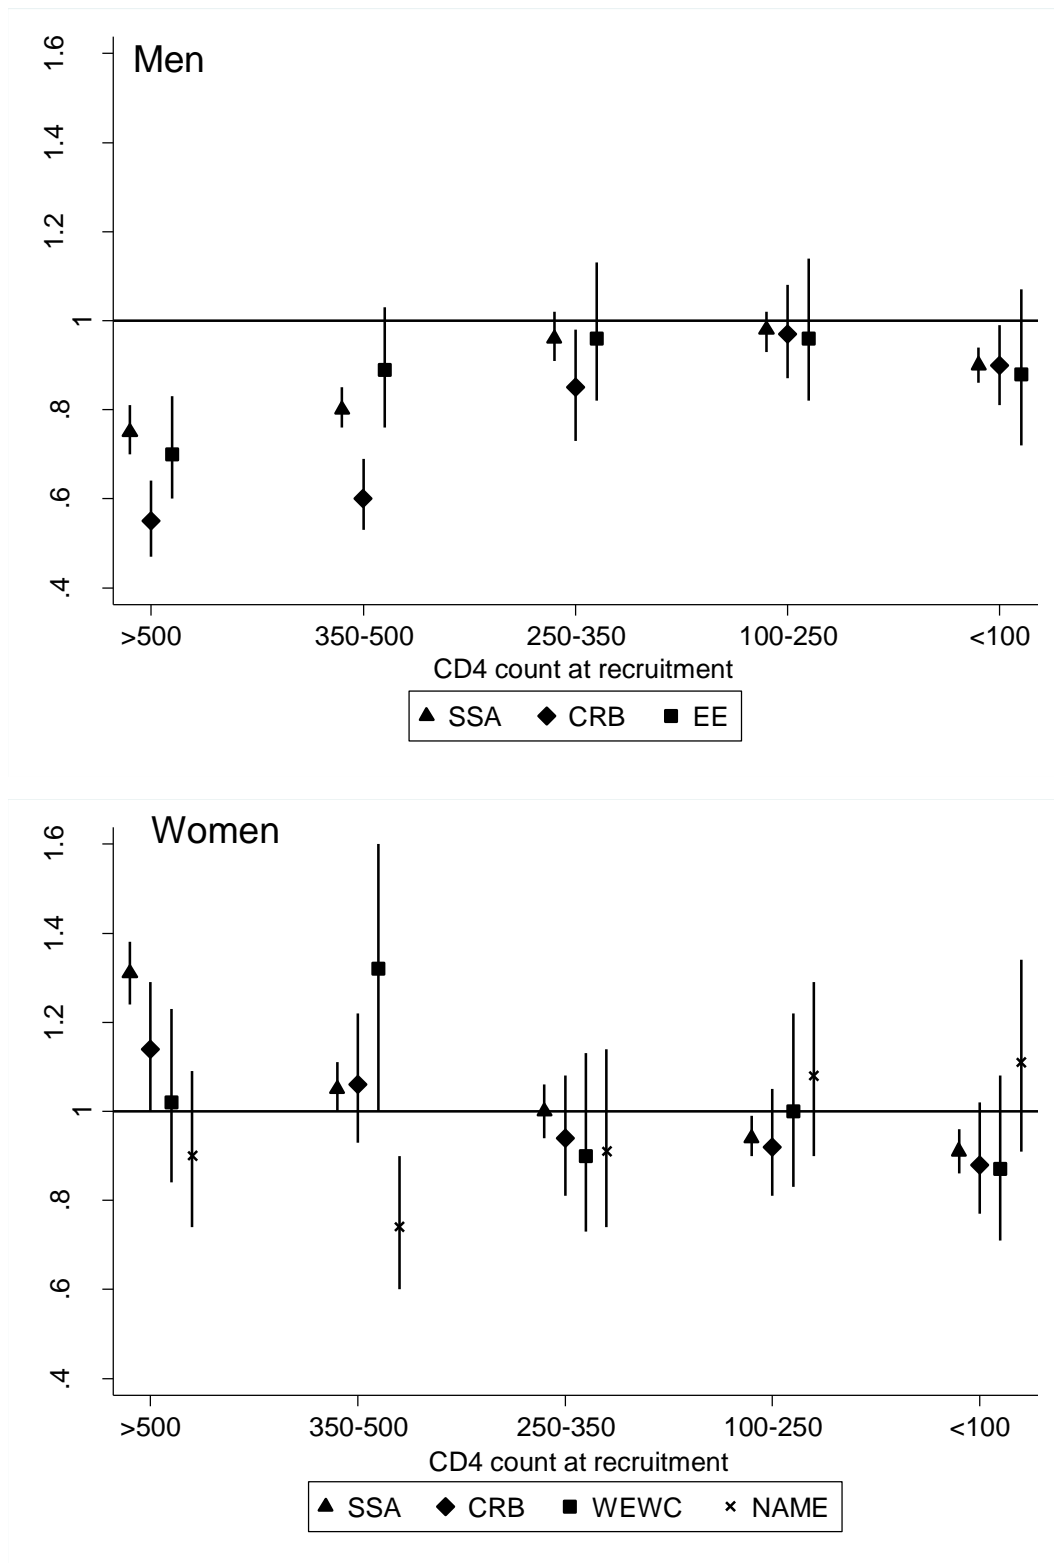 Men
1.6
1.4
1.2
1
.8
.6
.4
>500 350-500 250-350 100-250 <100
CD4 count at recruitment
SSA CRB EE
Women
1.6
1.4
1.2
1
.8
.6
.4
>500 350-500 250-350 100-250 <100
CD4 count at recruitment
SSA CRB WEWC NAME